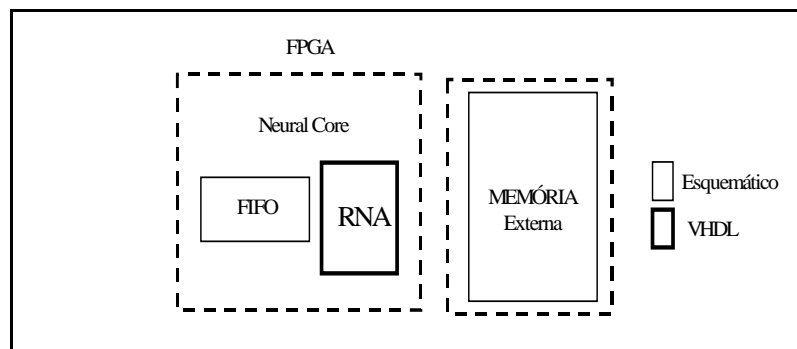 FPGA
Neural Core
FIFO
RNA
MEMÓRIA
Externa
Esquemático
VHDL